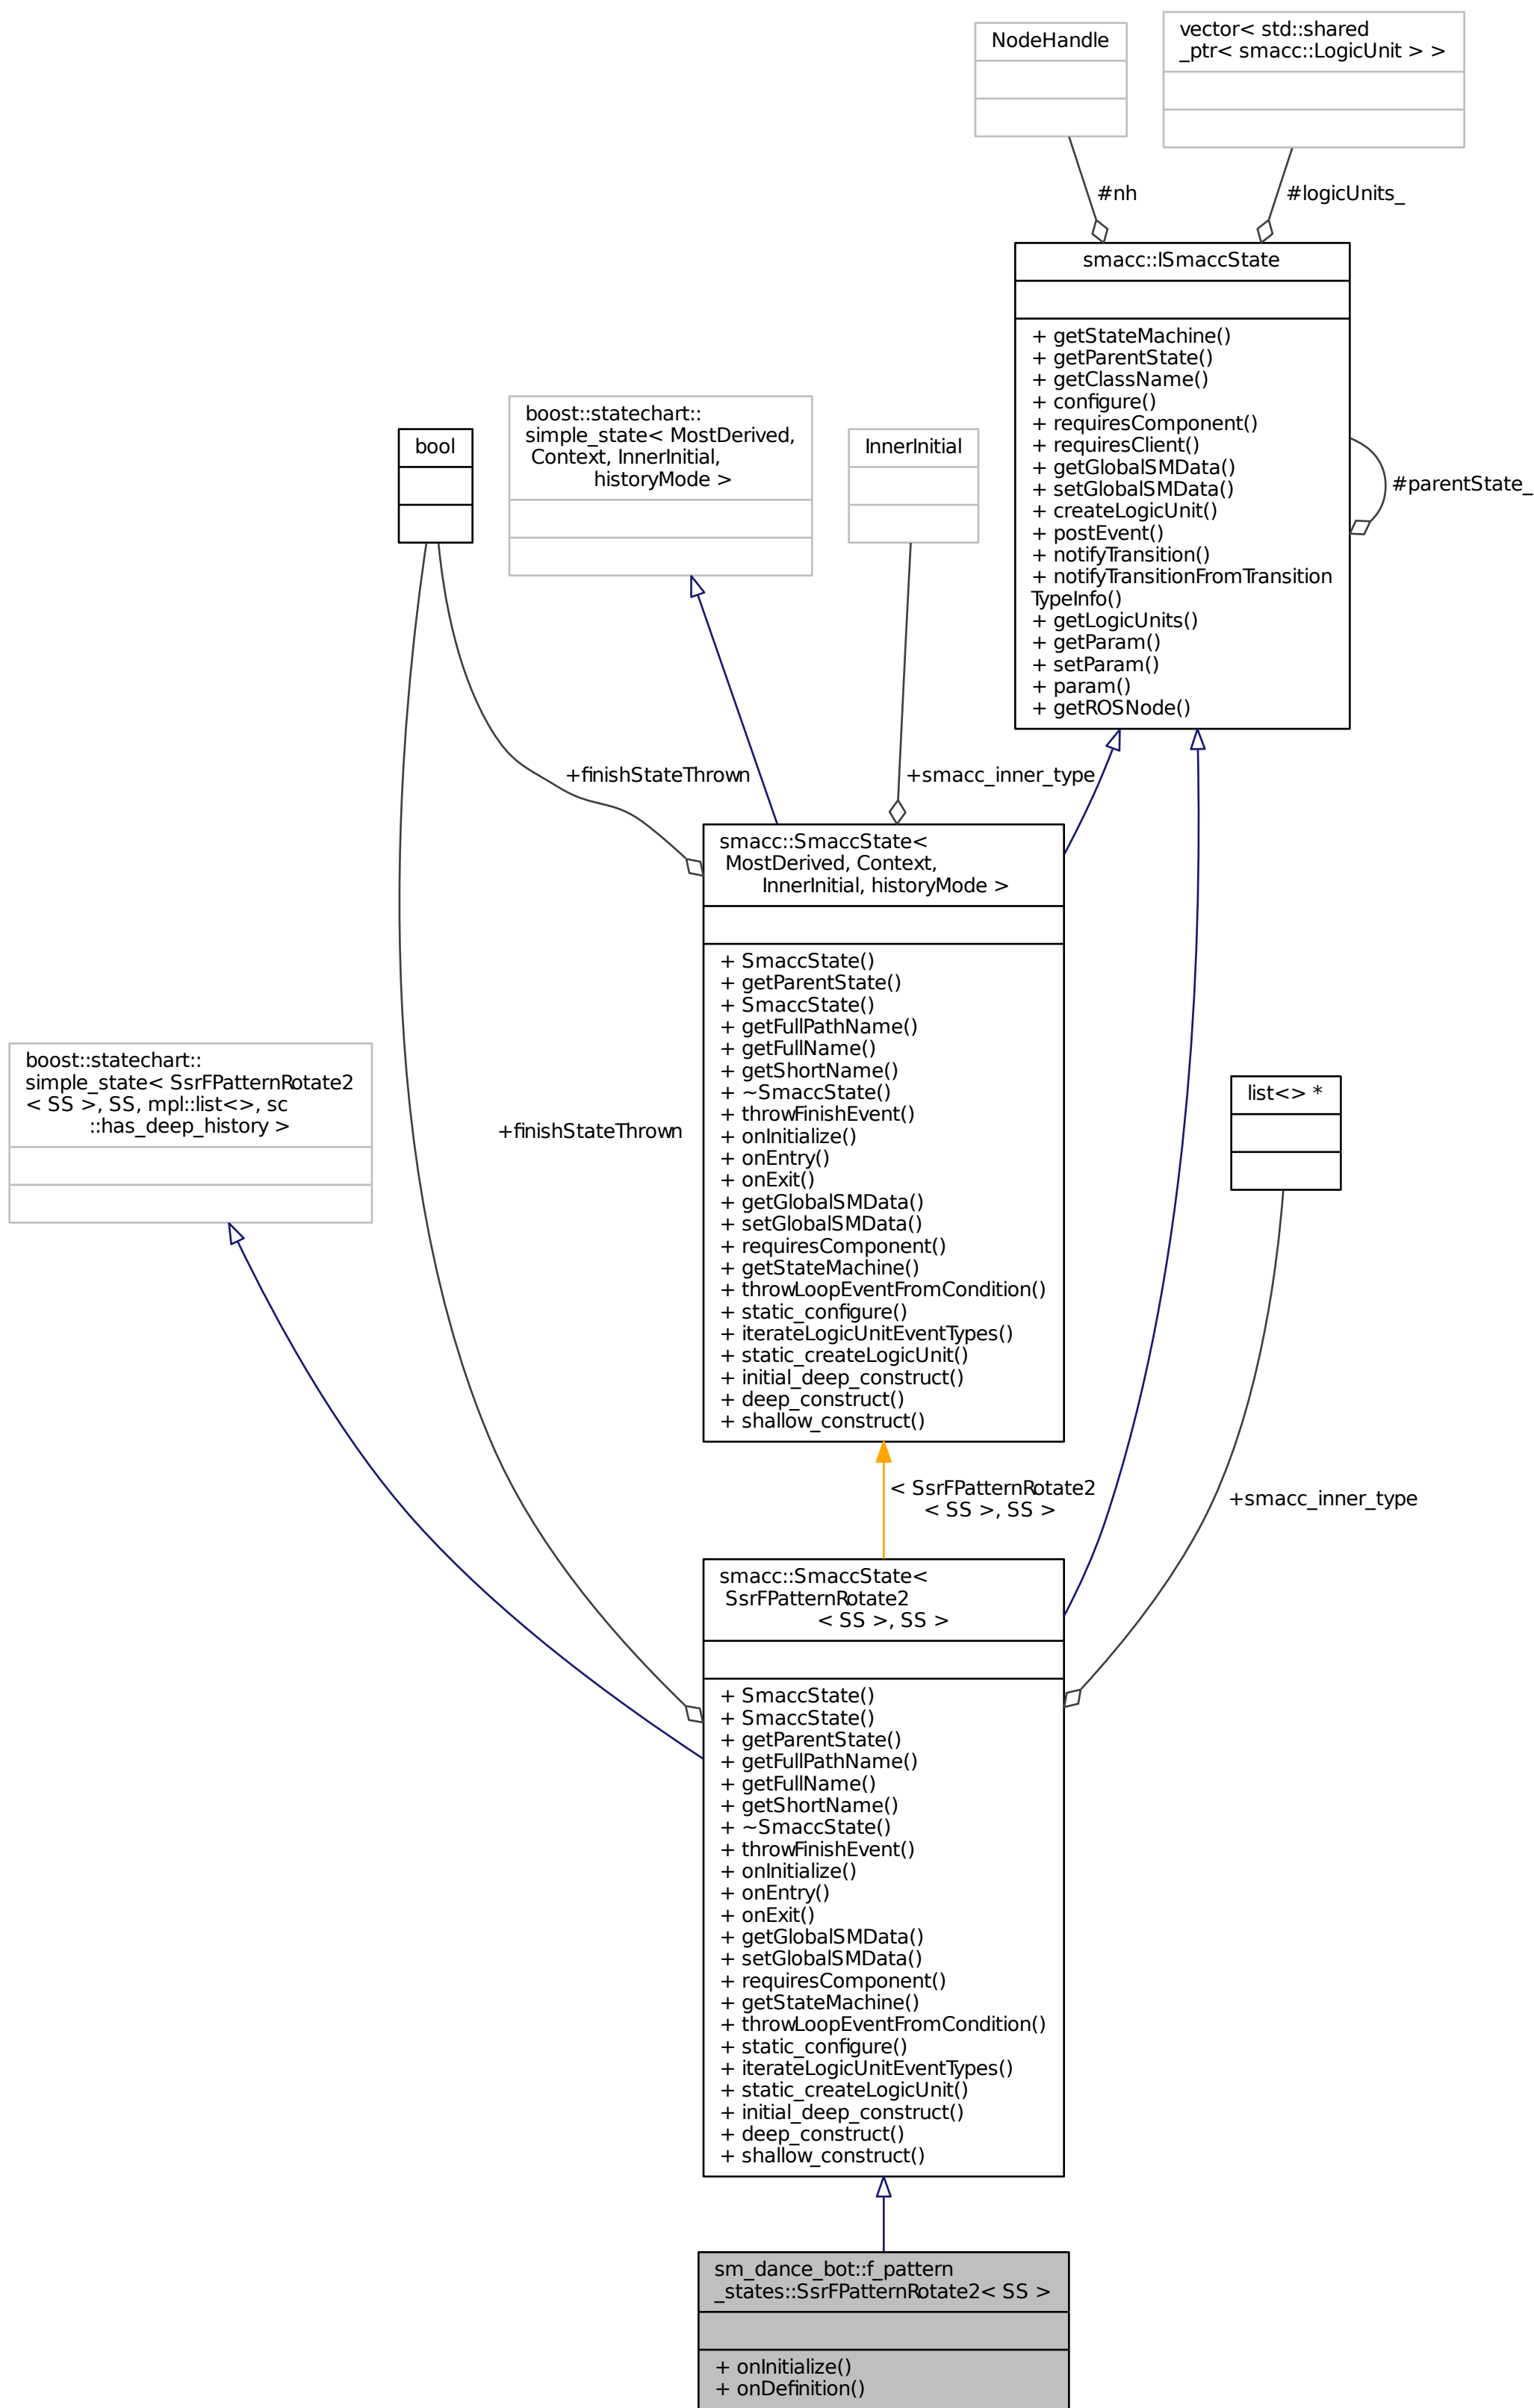 NodeHandle
vector< std::shared
_ptr< smacc::LogicUnit > >
#nh
#logicUnits_
smacc::ISmaccState
+ getStateMachine()
+ getParentState()
+ getClassName()
+ configure()
+ requiresComponent()
+ requiresClient()
+ getGlobalSMData()
+ setGlobalSMData()
+ createLogicUnit()
+ postEvent()
+ notifyTransition()
+ notifyTransitionFromTransition
TypeInfo()
+ getLogicUnits()
+ getParam()
+ setParam()
+ param()
+ getROSNode()
#parentState_
bool
boost::statechart::
simple_state< MostDerived,
Context, InnerInitial,
historyMode >
InnerInitial
+finishStateThrown
+smacc_inner_type
smacc::SmaccState<
MostDerived, Context,
InnerInitial, historyMode >
+ SmaccState()
+ getParentState()
+ SmaccState()
+ getFullPathName()
+ getFullName()
+ getShortName()
+ ~SmaccState()
+ throwFinishEvent()
+ onInitialize()
+ onEntry()
+ onExit()
+ getGlobalSMData()
+ setGlobalSMData()
+ requiresComponent()
+ getStateMachine()
+ throwLoopEventFromCondition()
+ static_configure()
+ iterateLogicUnitEventTypes()
+ static_createLogicUnit()
+ initial_deep_construct()
+ deep_construct()
+ shallow_construct()
boost::statechart::
simple_state< SsrFPatternRotate2
< SS >, SS, mpl::list<>, sc
::has_deep_history >
+finishStateThrown
list<> *
< SsrFPatternRotate2
< SS >, SS >
+smacc_inner_type
smacc::SmaccState<
SsrFPatternRotate2
< SS >, SS >
+ SmaccState()
+ SmaccState()
+ getParentState()
+ getFullPathName()
+ getFullName()
+ getShortName()
+ ~SmaccState()
+ throwFinishEvent()
+ onInitialize()
+ onEntry()
+ onExit()
+ getGlobalSMData()
+ setGlobalSMData()
+ requiresComponent()
+ getStateMachine()
+ throwLoopEventFromCondition()
+ static_configure()
+ iterateLogicUnitEventTypes()
+ static_createLogicUnit()
+ initial_deep_construct()
+ deep_construct()
+ shallow_construct()
sm_dance_bot::f_pattern
_states::SsrFPatternRotate2< SS >
+ onInitialize()
+ onDefinition()